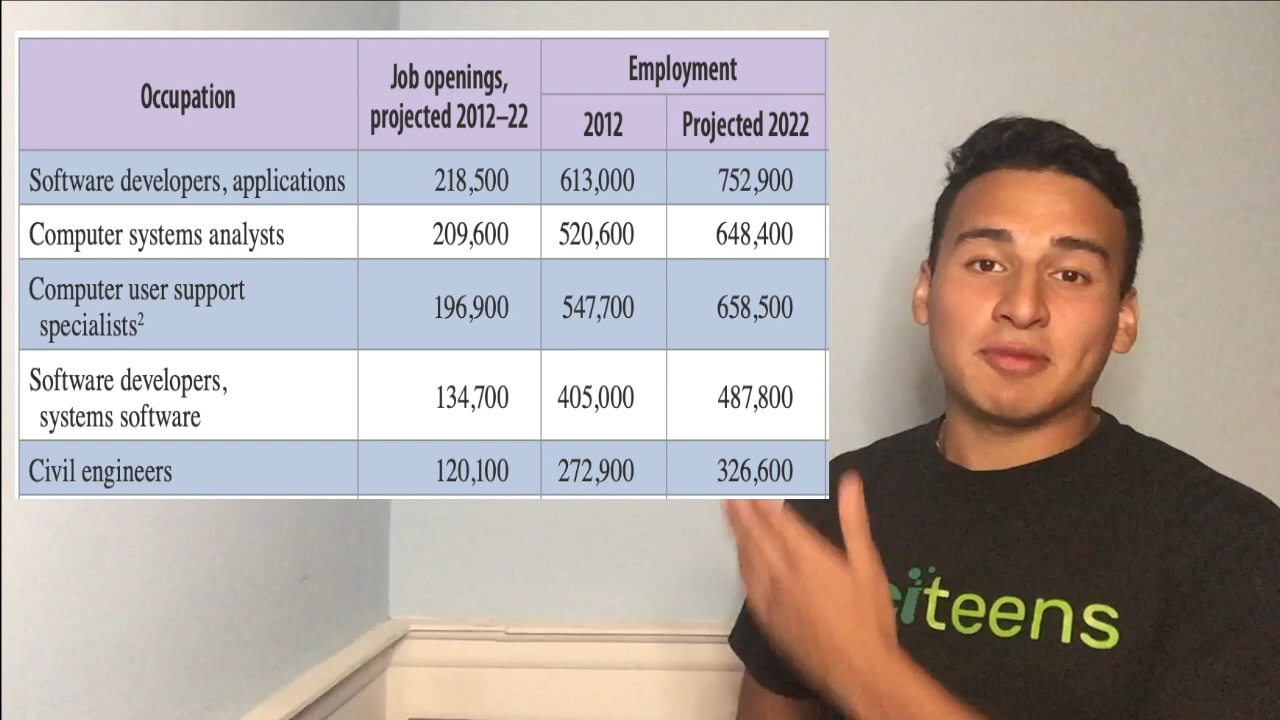 Occupation
Job openings,
projected 2012–22
Employment
2012
Projected 2022
Software developers, applications 218,500 613,000 752,900
Computer systems analysts 209,600 520,600 648,400
Computer user support
specialists² 196,900 547,700 658,500
Software developers,
systems software 134,700 405,000 487,800
Civil engineers 120,100 272,900 326,600
iteens